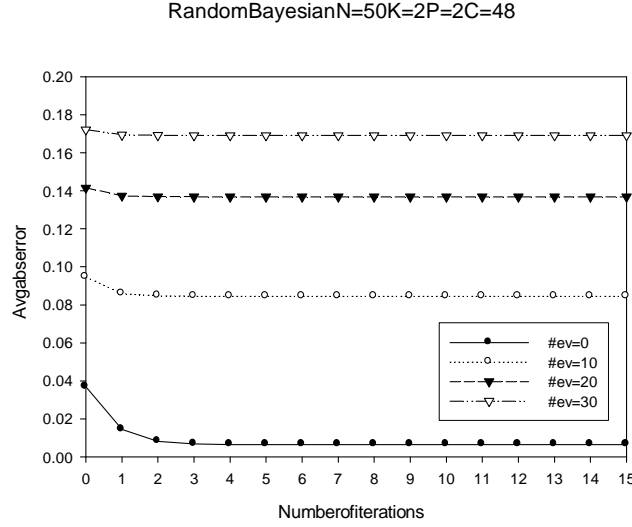 RandomBayesianN=50K=2P=2C=48
0.20
0.18
0.16
0.14
0.12
0.10
0.08
0.06
0.04
0.02
0.00
Avgabserror
#ev=0
#ev=10
#ev=20
#ev=30
0 1 2 3 4 5 6 7 8 9 10 11 12 13 14 15
Numberofiterations